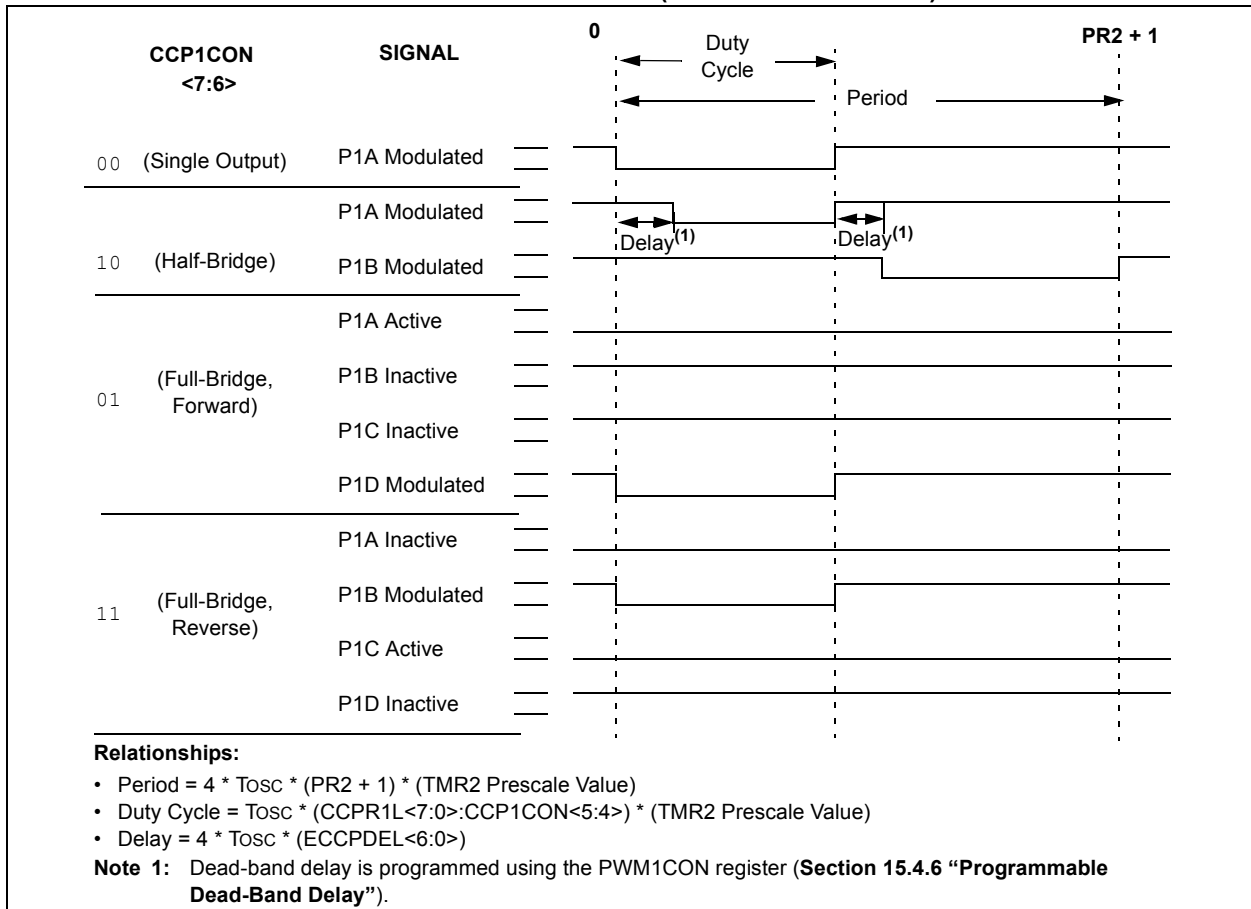 0
Duty
Cycle
PR2 + 1
CCP1CON
<7:6>
SIGNAL
Period
00 (Single Output) P1A Modulated
P1A Modulated
Delay(1) Delay(1)
10 (Half-Bridge) P1B Modulated
P1A Active
P1B Inactive
01 (Full-Bridge,
Forward)
P1C Inactive
P1D Modulated
P1A Inactive
P1B Modulated
11 (Full-Bridge,
Reverse)
P1C Active
P1D Inactive
Relationships:
• Period = 4 * TOSC * (PR2 + 1) * (TMR2 Prescale Value)
• Duty Cycle = TOSC * (CCPR1L<7:0>:CCP1CON<5:4>) * (TMR2 Prescale Value)
• Delay = 4 * TOSC * (ECCPDEL<6:0>)
Note 1: Dead-band delay is programmed using the PWM1CON register (Section 15.4.6 “Programmable
Dead-Band Delay”).